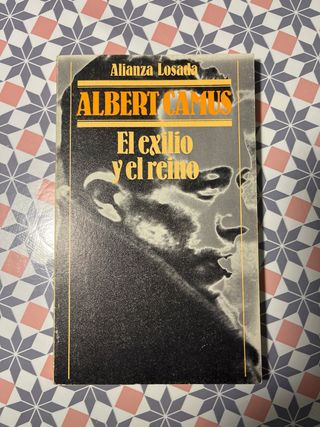 Alianza Losada
ALBERT CAMUS
El exilio
y el reino